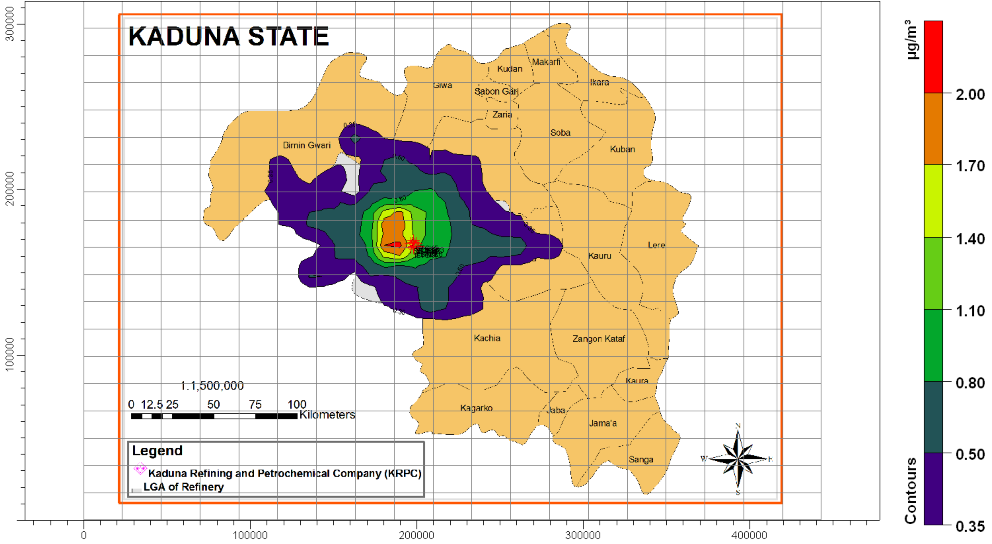 KADUNA STATE
Makarfi
Kudan
Ikara
Giwa
Sabon Gari
Zaria
Soba
Birnin Gwari
Kuban
Lere
Kauru
Kachia
Zangon Kataf
Kaura
Kagarko
Jaba
Jama'a
Sanga
1:1,500,000
0 12.5 25 50 75 100
Kilometers
Legend
Kaduna Refining and Petrochemical Company (KRPC)
LGA of Refinery
N
W E
S
300000
200000
100000
0 100000 200000 300000 400000
µg/m³
2.00
1.70
1.40
1.10
0.80
0.50
0.35
Contours